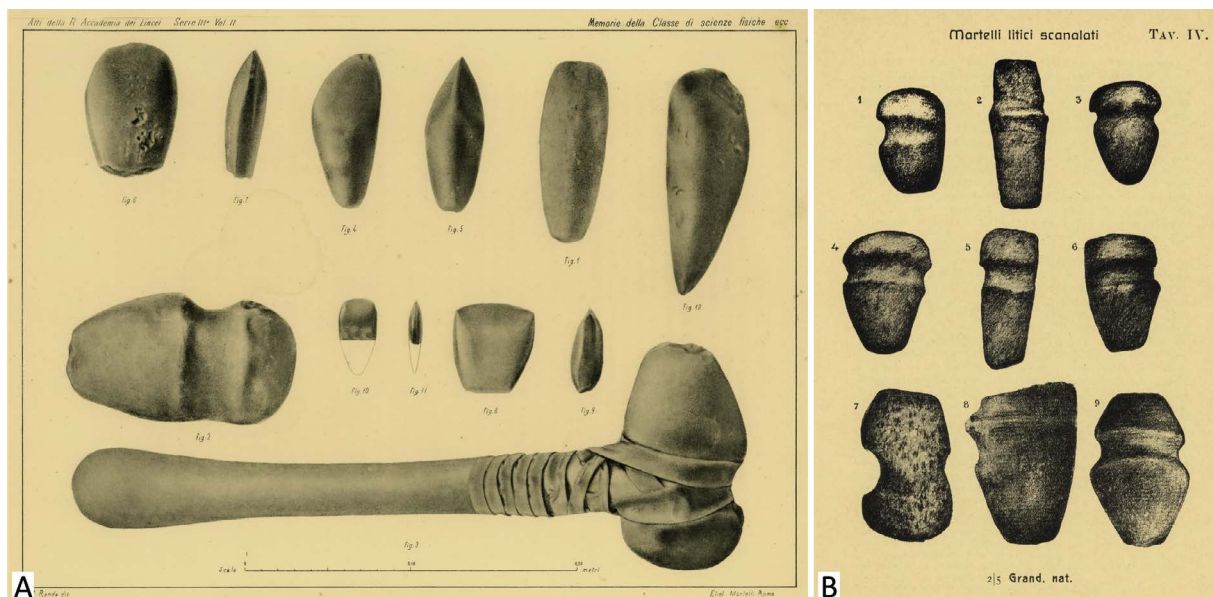 Atti della R Accademia dei Lincei Serie IIIª Vol II
Memorie della Classe di scienze fisiche ecc
Fig. 6
Fig. 7
Fig. 4
Fig. 5
Fig. 1
Fig. 12
Fig. 2
Fig. 10
Fig. 11
Fig. 8
Fig. 9
Fig. 3
Scala
metri
A
Eliot. Martelli Roma
Martelli litici scanalati TAV. IV.
1 2 3
4 5 6
7 8 9
2|5 Grand. nat.
B